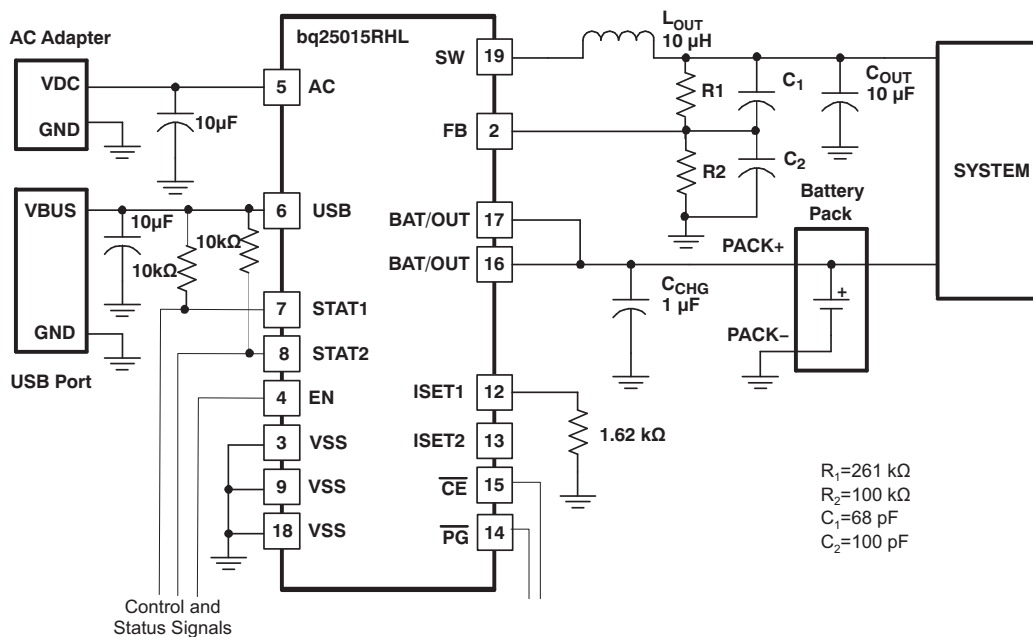 AC Adapter
VDC
GND
10µF
VBUS
GND
USB Port
10µF
10kΩ
10kΩ
Control and
Status Signals
bq25015RHL
5 AC
6 USB
7 STAT1
8 STAT2
4 EN
3 VSS
9 VSS
18 VSS
SW 19
FB 2
BAT/OUT 17
BAT/OUT 16
ISET1 12
ISET2 13
CE 15
PG 14
LOUT
10 µH
R1
R2
C1
C2
COUT
10 µF
CCHG
1 µF
1.62 kΩ
Battery
Pack
PACK+
+
PACK–
SYSTEM
R1=261 kΩ
R2=100 kΩ
C1=68 pF
C2=100 pF